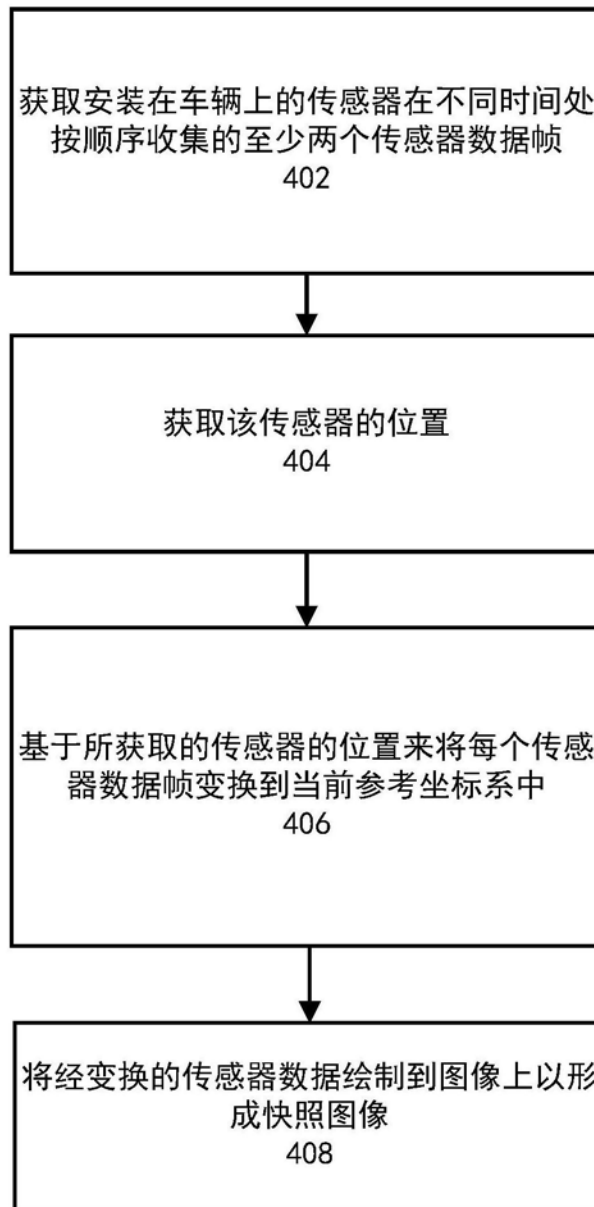 获取安装在车辆上的传感器在不同时间处
按顺序收集的至少两个传感器数据帧
402
获取该传感器的位置
404
基于所获取的传感器的位置来将每个传感
器数据帧变换到当前参考坐标系中
406
将经变换的传感器数据绘制到图像上以形
成快照图像
408